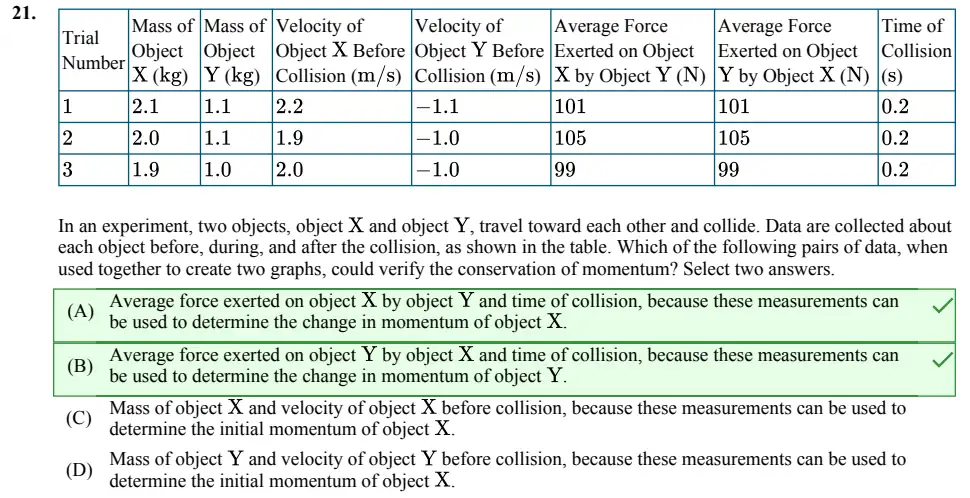 21.
Trial Number | Mass of Object X (kg) | Mass of Object Y (kg) | Velocity of Object X Before Collision (m/s) | Velocity of Object Y Before Collision (m/s) | Average Force Exerted on Object X by Object Y (N) | Average Force Exerted on Object Y by Object X (N) | Time of Collision (s)
1 | 2.1 | 1.1 | 2.2 | −1.1 | 101 | 101 | 0.2
2 | 2.0 | 1.1 | 1.9 | −1.0 | 105 | 105 | 0.2
3 | 1.9 | 1.0 | 2.0 | −1.0 | 99 | 99 | 0.2
In an experiment, two objects, object X and object Y, travel toward each other and collide. Data are collected about
each object before, during, and after the collision, as shown in the table. Which of the following pairs of data, when
used together to create two graphs, could verify the conservation of momentum? Select two answers.
(A) Average force exerted on object X by object Y and time of collision, because these measurements can
be used to determine the change in momentum of object X.
(B) Average force exerted on object Y by object X and time of collision, because these measurements can
be used to determine the change in momentum of object Y.
(C) Mass of object X and velocity of object X before collision, because these measurements can be used to
determine the initial momentum of object X.
(D) Mass of object Y and velocity of object Y before collision, because these measurements can be used to
determine the initial momentum of object X.